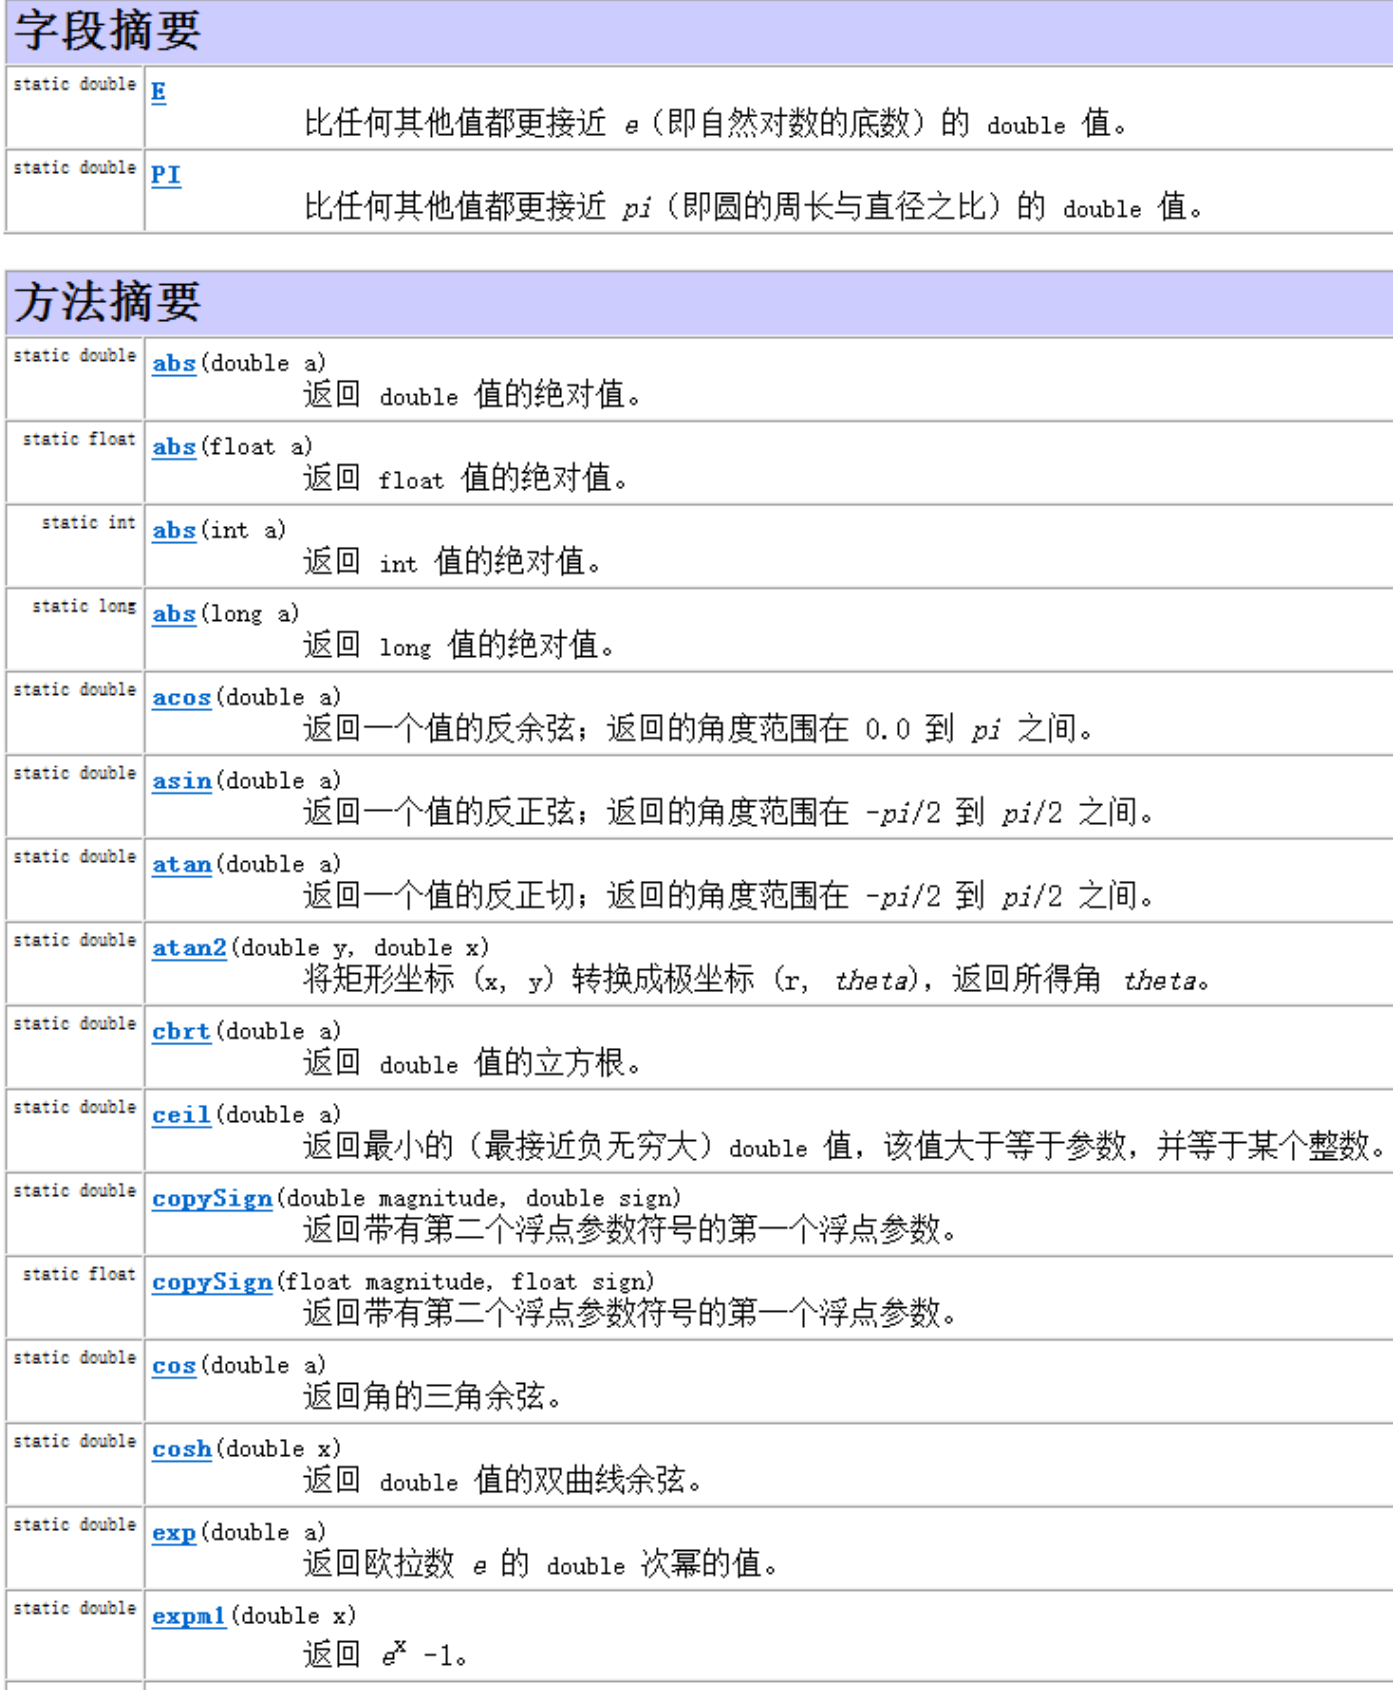 字段摘要
static double E
比任何其他值都更接近 e（即自然对数的底数）的 double 值。
static double PI
比任何其他值都更接近 pi（即圆的周长与直径之比）的 double 值。
方法摘要
static double abs(double a)
返回 double 值的绝对值。
static float abs(float a)
返回 float 值的绝对值。
static int abs(int a)
返回 int 值的绝对值。
static long abs(long a)
返回 long 值的绝对值。
static double acos(double a)
返回一个值的反余弦；返回的角度范围在 0.0 到 pi 之间。
static double asin(double a)
返回一个值的反正弦；返回的角度范围在 -pi/2 到 pi/2 之间。
static double atan(double a)
返回一个值的反正切；返回的角度范围在 -pi/2 到 pi/2 之间。
static double atan2(double y, double x)
将矩形坐标 (x, y) 转换成极坐标 (r, theta)，返回所得角 theta。
static double cbrt(double a)
返回 double 值的立方根。
static double ceil(double a)
返回最小的（最接近负无穷大）double 值，该值大于等于参数，并等于某个整数。
static double copySign(double magnitude, double sign)
返回带有第二个浮点参数符号的第一个浮点参数。
static float copySign(float magnitude, float sign)
返回带有第二个浮点参数符号的第一个浮点参数。
static double cos(double a)
返回角的三角余弦。
static double cosh(double x)
返回 double 值的双曲线余弦。
static double exp(double a)
返回欧拉数 e 的 double 次幂的值。
static double expm1(double x)
返回 eˣ -1。